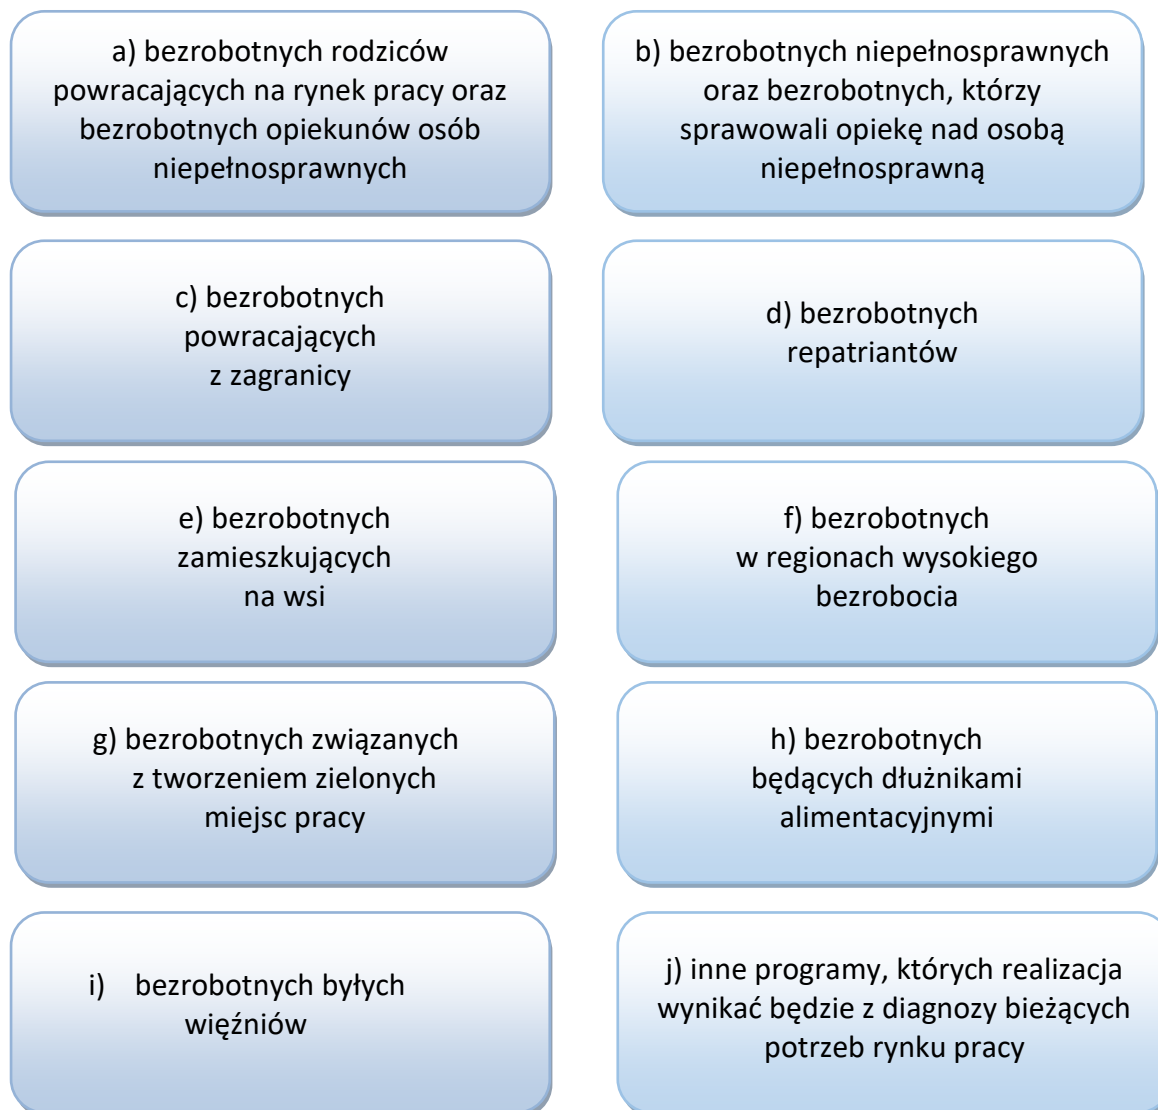 a) bezrobotnych rodziców
powracających na rynek pracy oraz
bezrobotnych opiekunów osób
niepełnosprawnych
b) bezrobotnych niepełnosprawnych
oraz bezrobotnych, którzy
sprawowali opiekę nad osobą
niepełnosprawną
c) bezrobotnych
powracających
z zagranicy
d) bezrobotnych
repatriantów
e) bezrobotnych
zamieszkujących
na wsi
f) bezrobotnych
w regionach wysokiego
bezrobocia
g) bezrobotnych związanych
z tworzeniem zielonych
miejsc pracy
h) bezrobotnych
będących dłużnikami
alimentacyjnymi
i) bezrobotnych byłych
więźniów
j) inne programy, których realizacja
wynikać będzie z diagnozy bieżących
potrzeb rynku pracy